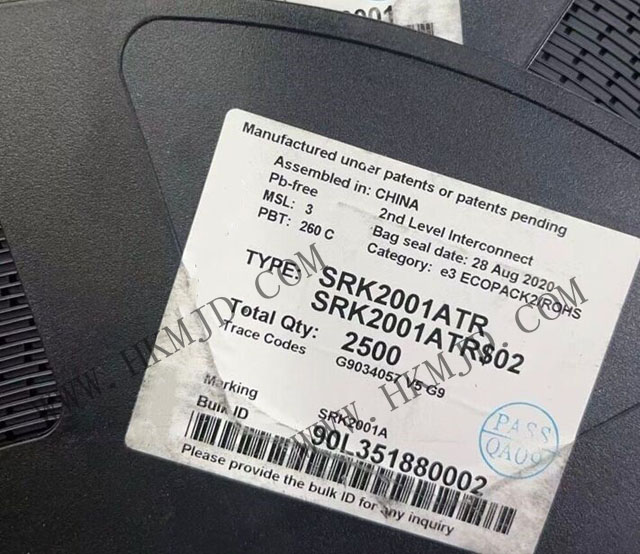 2001
Manufactured under patents or patents pending
Assembled in: CHINA
Pb-free 2nd Level Interconnect
MSL: 3 Bag seal date: 28 Aug 2020
PBT: 260 C Category: e3 ECOPACK2/ROHS
TYPE: SRK2001ATR
SRK2001ATR$02
Total Qty: 2500
Trace Codes G9034057 V5 G9
Marking SRK2001A
Bulk ID 90L351880002
PASS
QA09
Please provide the bulk ID for any inquiry
WWW.HKMJD.COM
WWW.HKMJD.COM